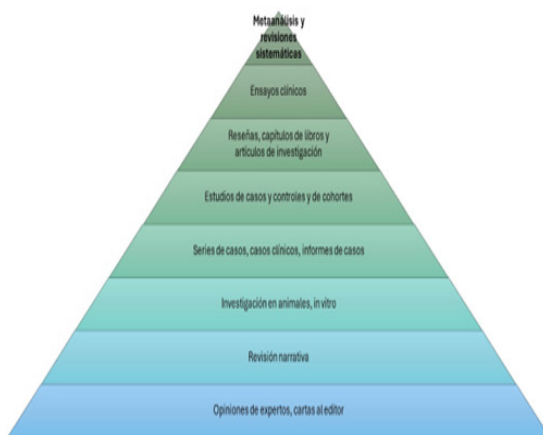 Metaanálisis y
revisiones
sistemáticas
Ensayos clínicos
Reseñas, capítulos de libros y
artículos de investigación
Estudios de casos y controles y de cohortes
Series de casos, casos clínicos, informes de casos
Investigación en animales, in vitro
Revisión narrativa
Opiniones de expertos, cartas al editor